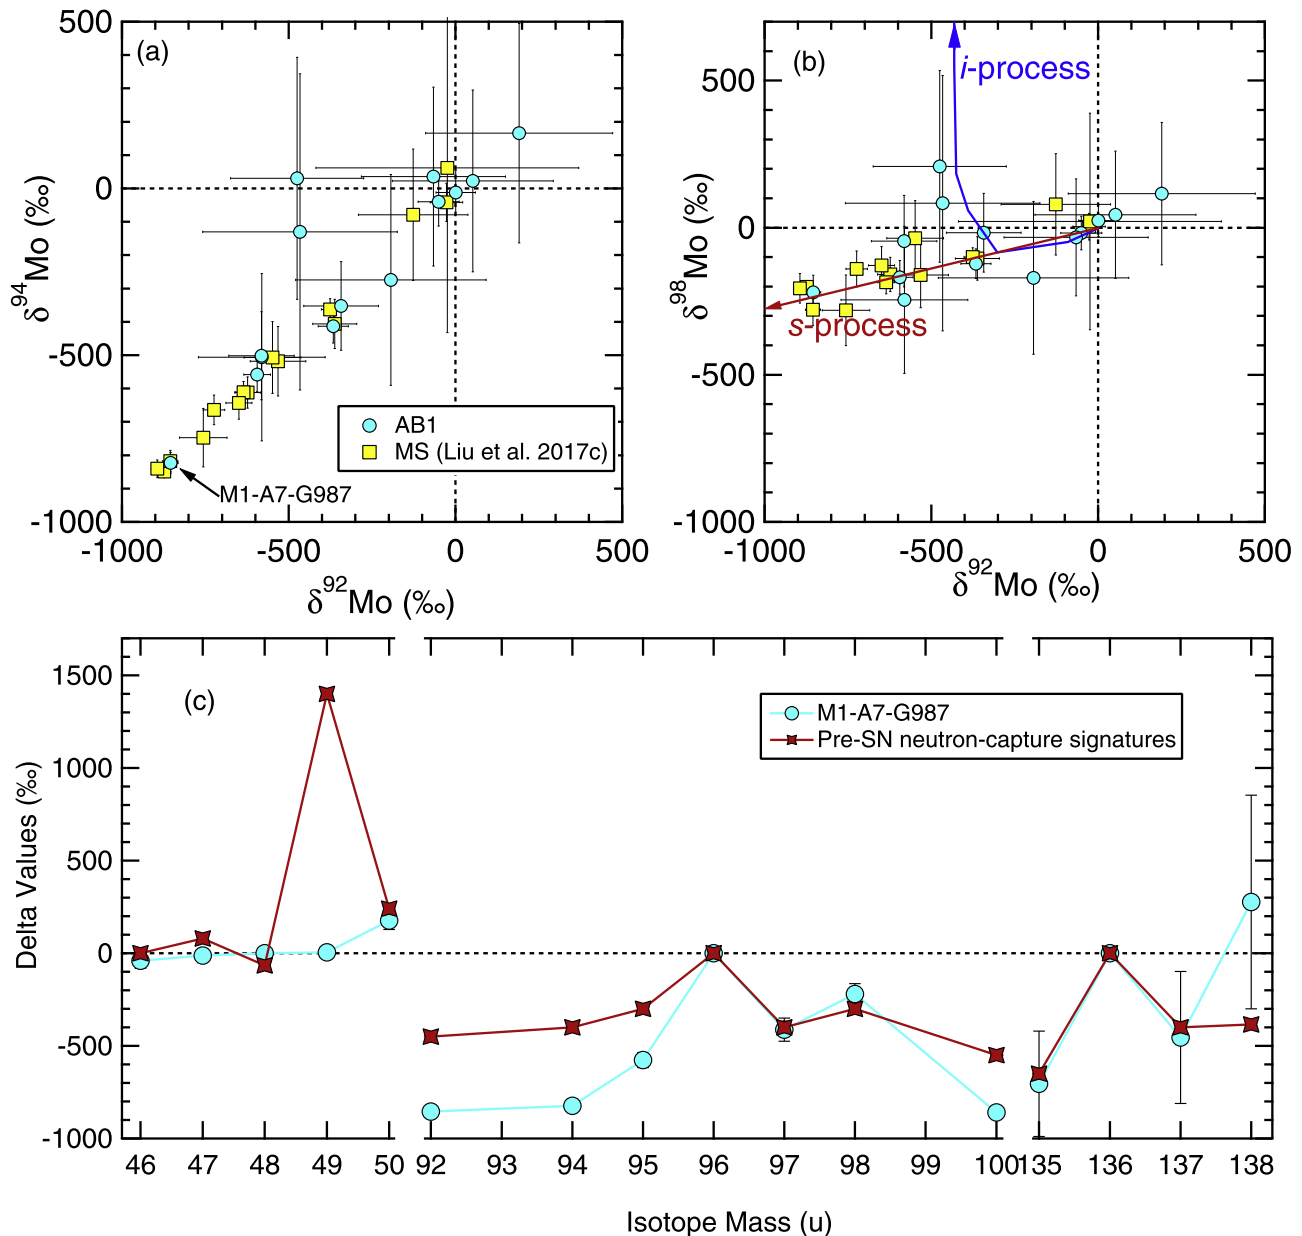 (a)
500
0
-500
-1000
δ94Mo (‰)
AB1
MS (Liu et al. 2017c)
M1-A7-G987
-1000
-500
0
500
δ92Mo (‰)
(b)
i-process
s-process
500
0
-500
-1000
δ98Mo (‰)
-1000
-500
0
500
δ92Mo (‰)
(c)
1500
1000
500
0
-500
-1000
Delta Values (‰)
M1-A7-G987
Pre-SN neutron-capture signatures
46 47 48 49 50 92 93 94 95 96 97 98 99 100 135 136 137 138
Isotope Mass (u)